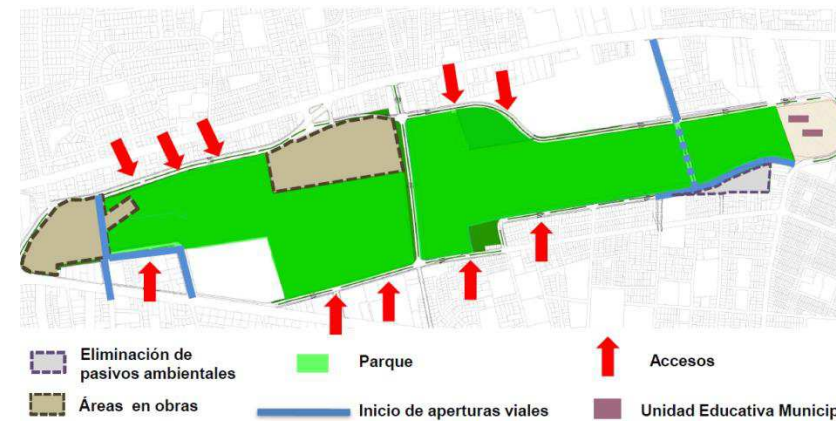 Eliminación de
pasivos ambientales
Parque
Accesos
Áreas en obras
Inicio de aperturas viales
Unidad Educativa Municip